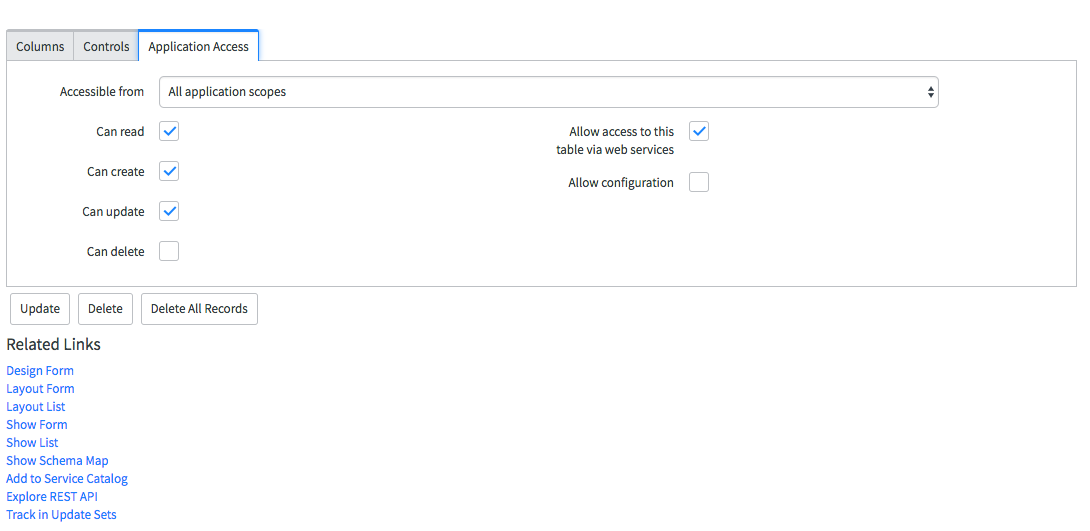 Columns Controls Application Access
Accessible from All application scopes
Can read
Allow access to this
table via web services
Can create
Allow configuration
Can update
Can delete
Update Delete Delete All Records
Related Links
Design Form
Layout Form
Layout List
Show Form
Show List
Show Schema Map
Add to Service Catalog
Explore REST API
Track in Update Sets